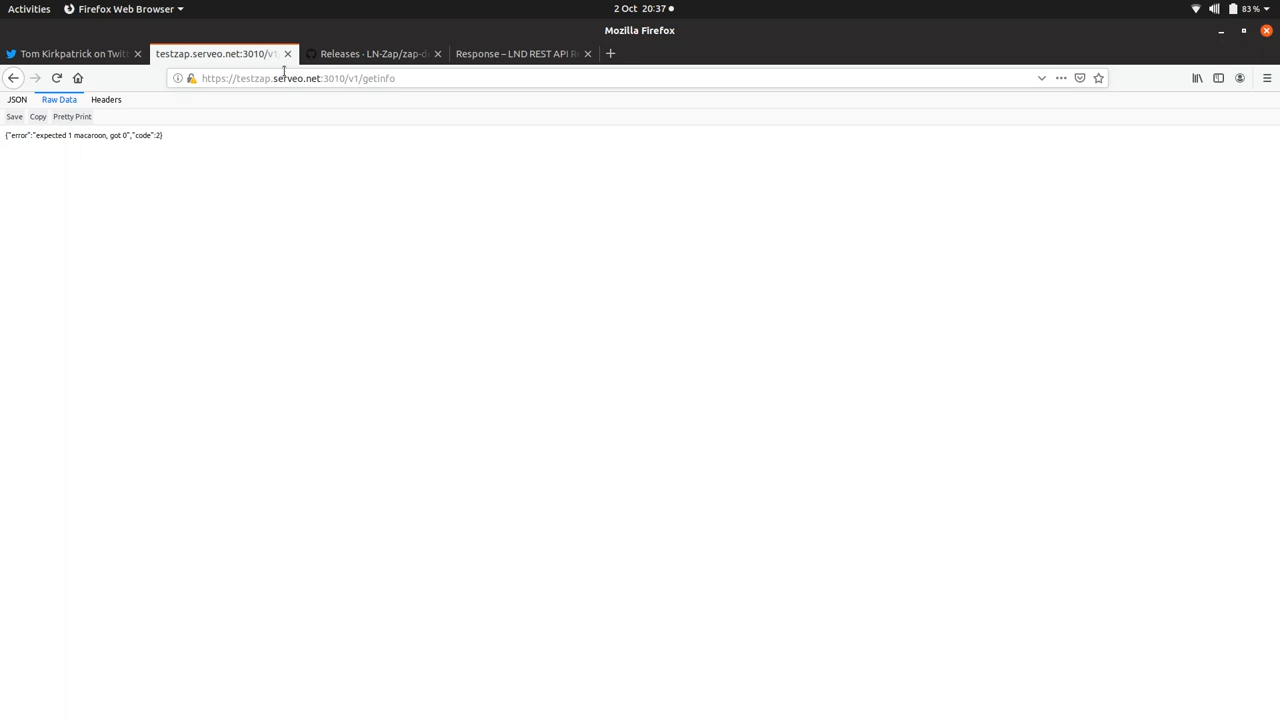 Activities Firefox Web Browser 2 Oct 20:37 83 %
Mozilla Firefox
Tom Kirkpatrick on Twitt testzap.serveo.net:3010/v1 Releases · LN-Zap/zap-d Response – LND REST API R
https://testzap.serveo.net:3010/v1/getinfo
JSON Raw Data Headers
Save Copy Pretty Print
{"error":"expected 1 macaroon, got 0","code":2}